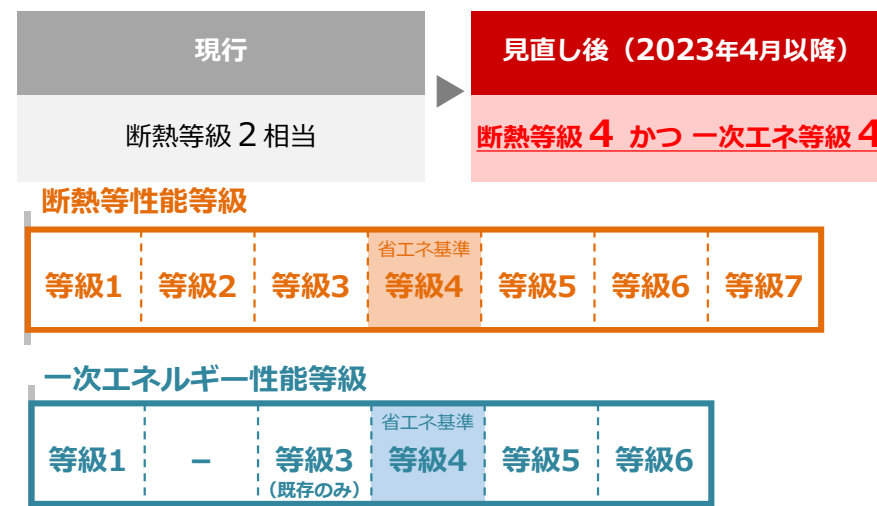 現行
見直し後（2023年4月以降）
断熱等級２相当
断熱等級４ かつ 一次エネ等級４
断熱等性能等級
省エネ基準
等級1 等級2 等級3 等級4 等級5 等級6 等級7
一次エネルギー性能等級
省エネ基準
等級1 － 等級3 等級4 等級5 等級6
（既存のみ）